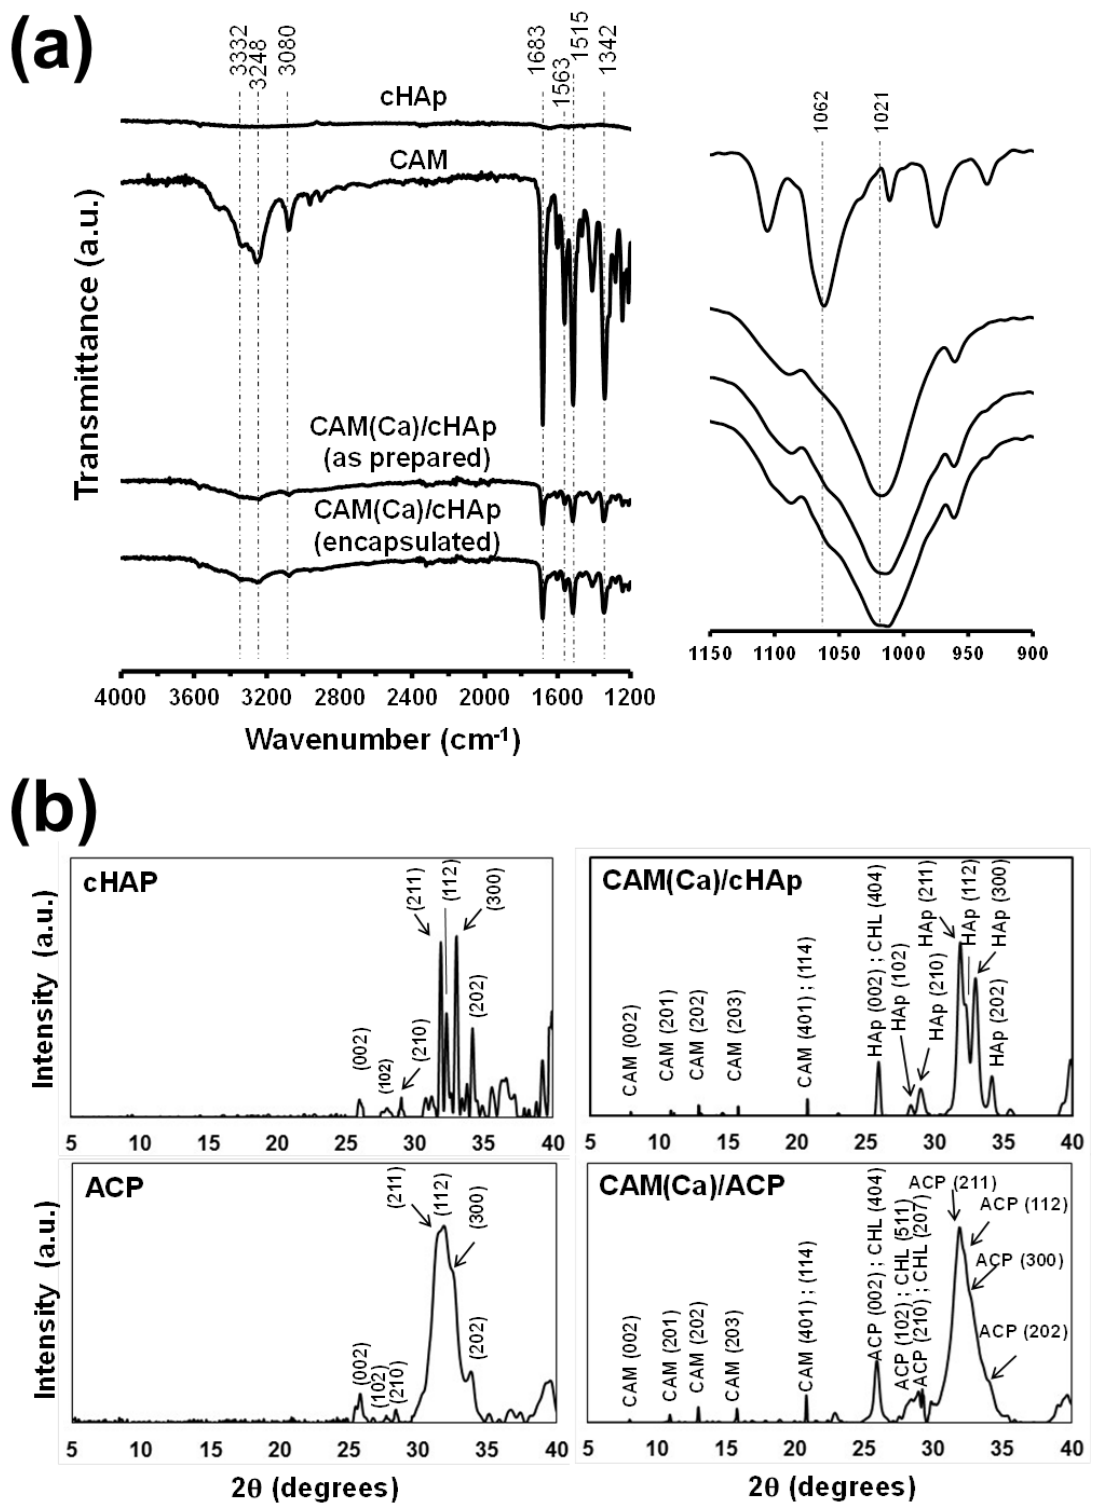 (a)
3332
3248
3080
1683
1563
1515
1342
cHAp
CAM
CAM(Ca)/cHAp
(as prepared)
CAM(Ca)/cHAp
(encapsulated)
Transmittance (a.u.)
4000 3600 3200 2800 2400 2000 1600 1200
Wavenumber (cm-1)
1062
1021
1150 1100 1050 1000 950 900
(b)
cHAP
(002)
(102)
(210)
(211)
(112)
(300)
(202)
Intensity (a.u.)
5 10 15 20 25 30 35 40
CAM(Ca)/cHAp
CAM (002)
CAM (201)
CAM (202)
CAM (203)
CAM (401) ; (114)
HAp (002) ; CHL (404)
HAp (102)
HAp (210)
HAp (211)
HAp (112)
HAp (300)
HAp (202)
5 10 15 21 25 30 35 40
ACP
(002)
(102)
(210)
(211)
(112)
(300)
(202)
Intensity (a.u.)
5 10 15 20 25 30 35 40
2θ (degrees)
CAM(Ca)/ACP
CAM (002)
CAM (201)
CAM (202)
CAM (203)
CAM (401) ; (114)
ACP (002) ; CHL (404)
ACP (102) ; CHL (511)
ACP (210) ; CHL (207)
ACP (211)
ACP (112)
ACP (300)
ACP (202)
5 10 15 21 25 30 35 40
2θ (degrees)